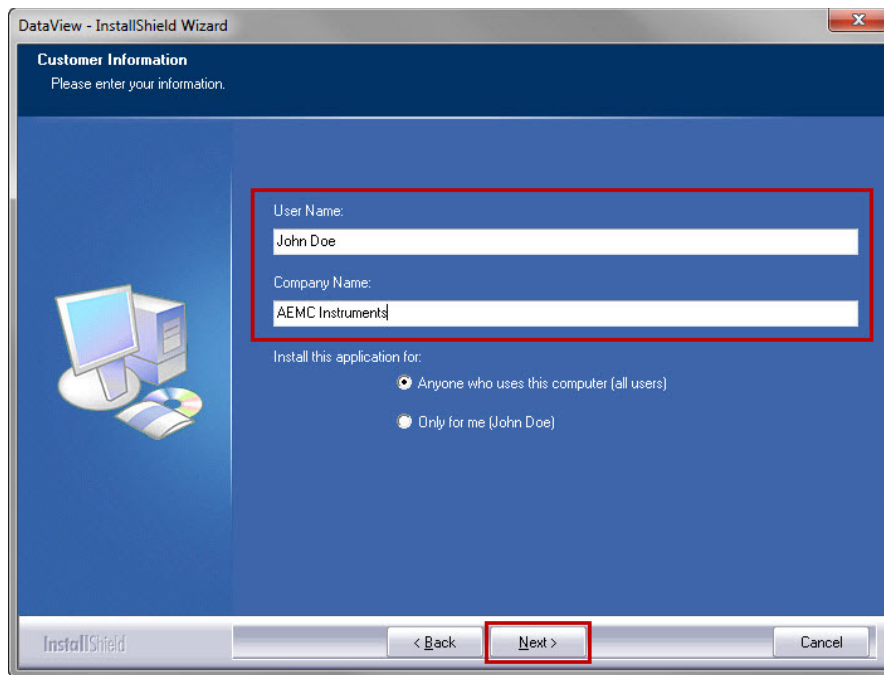 DataView - InstallShield Wizard
Customer Information
Please enter your information.
User Name:
John Doe
Company Name:
AEMC Instruments
Install this application for:
Anyone who uses this computer (all users)
Only for me (John Doe)
InstallShield
< Back
Next >
Cancel